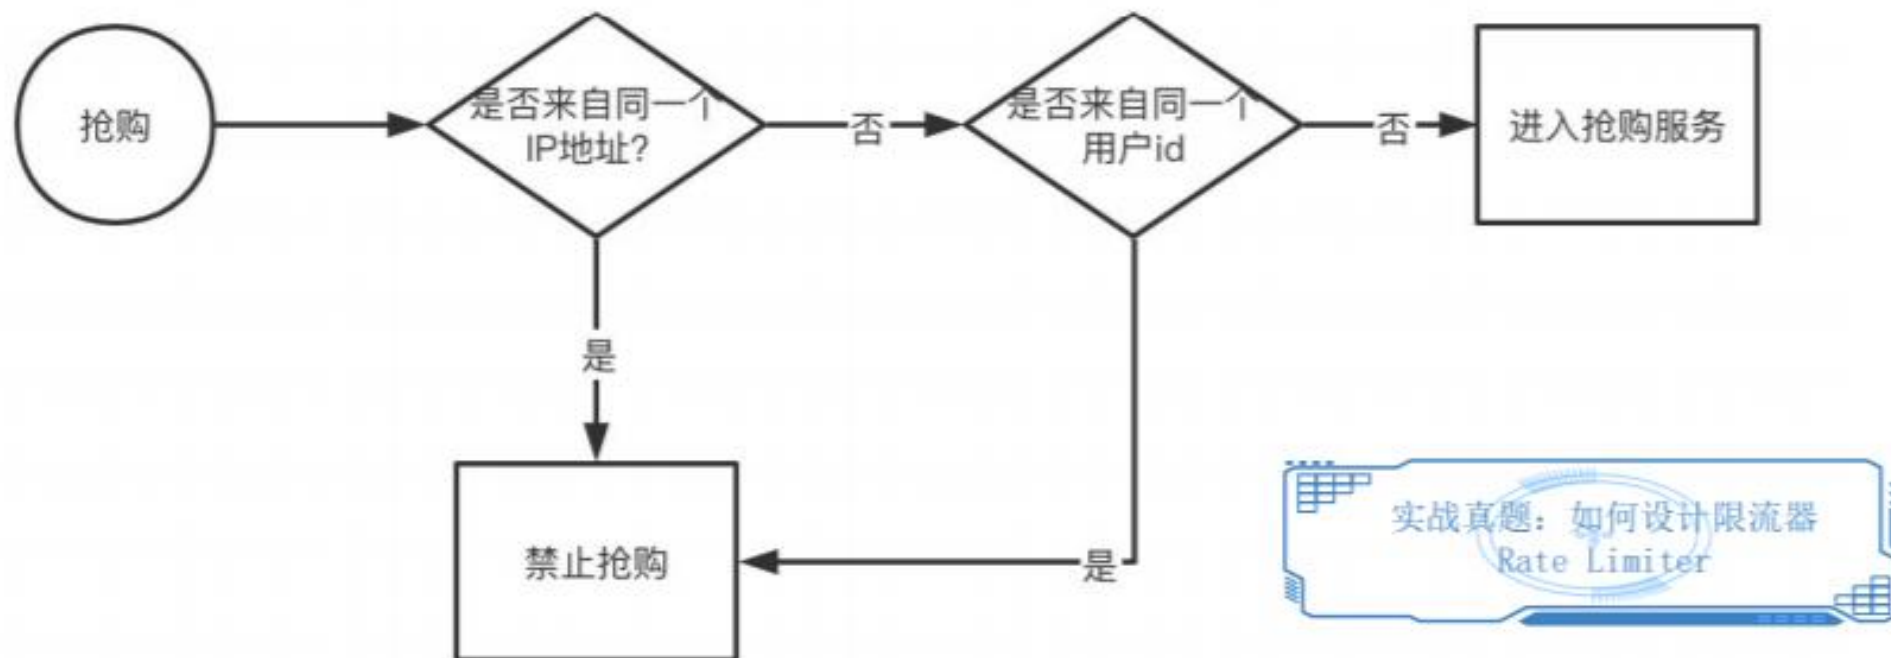 抢购
是否来自同一个
IP地址?
否
是否来自同一个
用户id
否
进入抢购服务
是
禁止抢购
是
实战真题：如何设计限流器
Rate Limiter